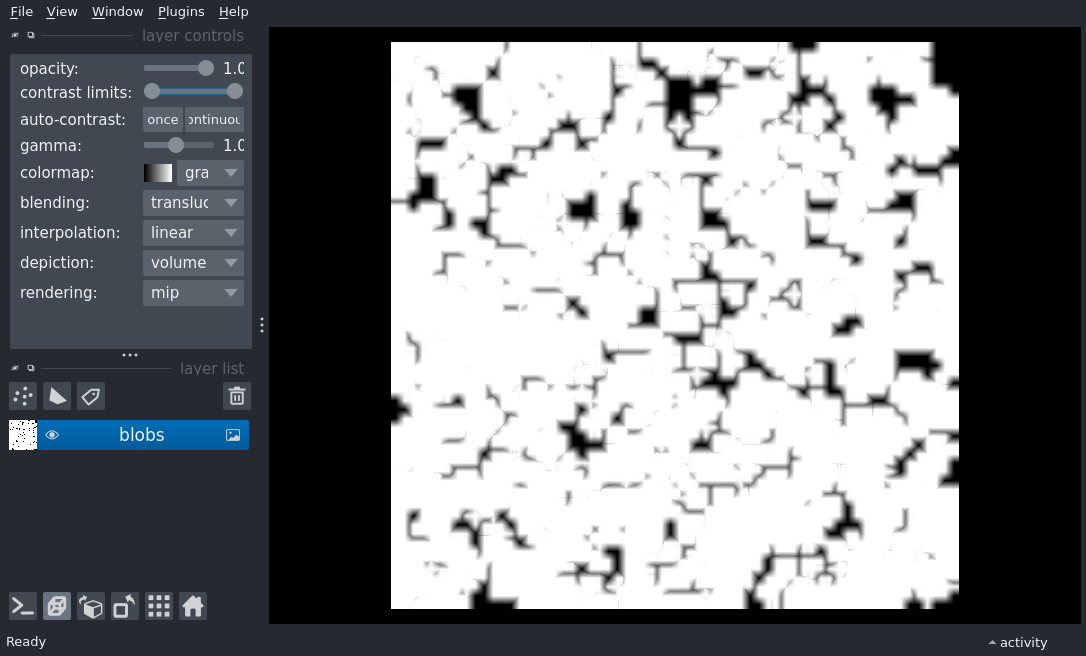 File View Window Plugins Help
layer controls
opacity: 1.0
contrast limits:
auto-contrast: once ontinuou
gamma: 1.0
colormap: gra
blending: transluc
interpolation: linear
depiction: volume
rendering: mip
layer list
blobs
Ready
activity